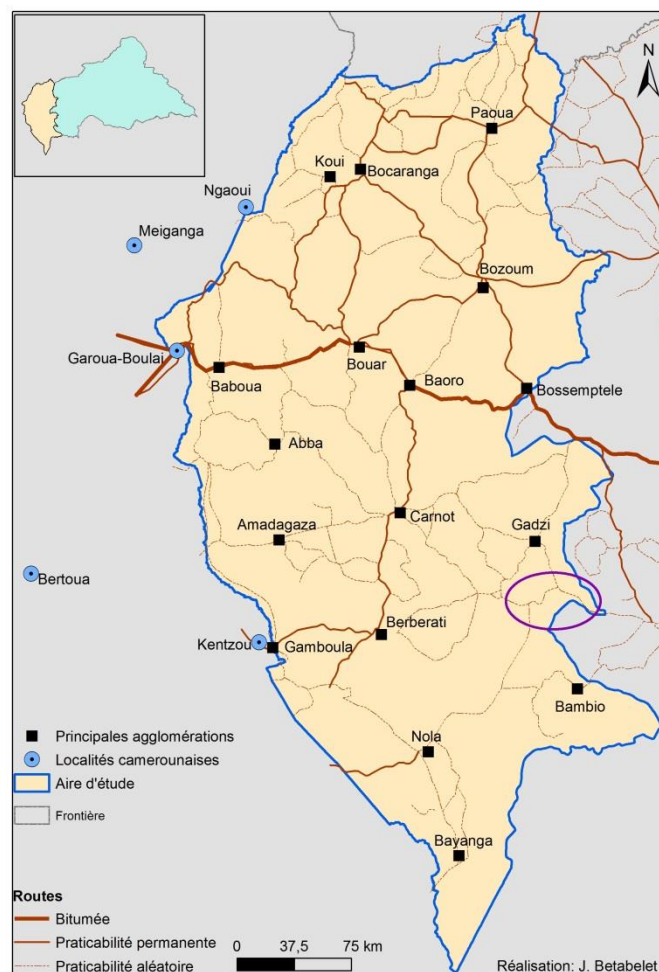 N
Paoua
Koui
Bocaranga
Ngaoui
Meiganga
Bozoum
Garoua-Boulai
Bouar
Baboua
Baoro
Bossemptele
Abba
Carnot
Amadagaza
Gadzi
Bertoua
Berberati
Kentzou
Gamboula
Bambio
Principales agglomérations
Nola
Localités camerounaises
Aire d'étude
Frontière
Bayanga
Routes
Bitumée
Praticabilité permanente
0 37,5 75 km
Praticabilité aléatoire
Réalisation: J. Betabelet